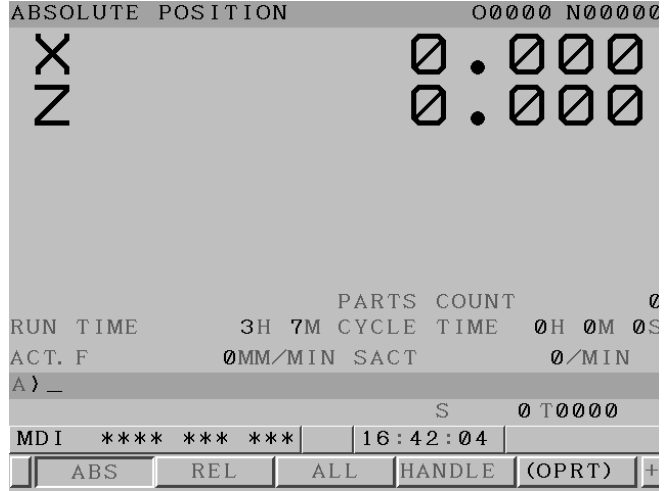 ABSOLUTE POSITION O0000 N00000
X 0.000
Z 0.000
PARTS COUNT 0
RUN TIME 3H 7M CYCLE TIME 0H 0M 0S
ACT.F 0MM/MIN SACT 0/MIN
A)_
S 0 T0000
MDI **** *** *** 16:42:04
ABS REL ALL HANDLE (OPRT) +